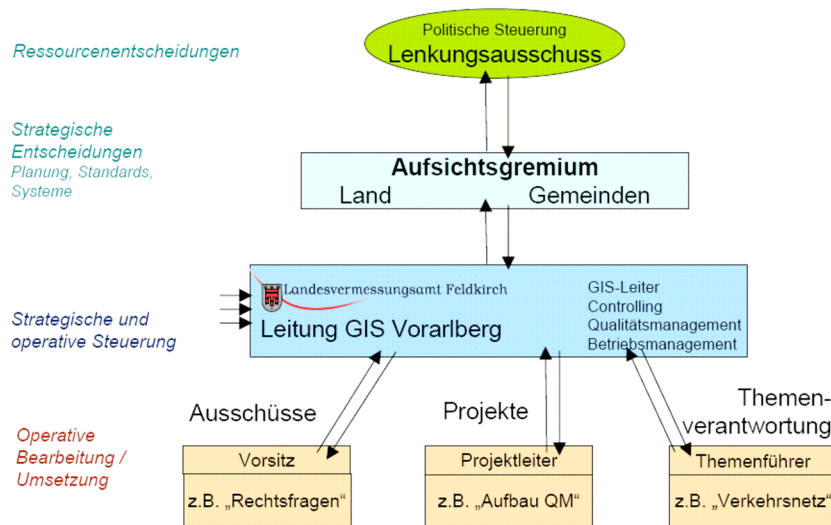 Politische Steuerung
Lenkungsausschuss
Ressourcenentscheidungen
Strategische
Entscheidungen
Planung, Standards,
Systeme
Aufsichtsgremium
Land Gemeinden
Landesvermessungsamt Feldkirch
Leitung GIS Vorarlberg
GIS-Leiter
Controlling
Qualitätsmanagement
Betriebsmanagement
Strategische und
operative Steuerung
Ausschüsse
Projekte
Themen-
verantwortung
Operative
Bearbeitung /
Umsetzung
Vorsitz
z.B. „Rechtsfragen“
Projektleiter
z.B. „Aufbau QM“
Themenführer
z.B. „Verkehrsnetz“